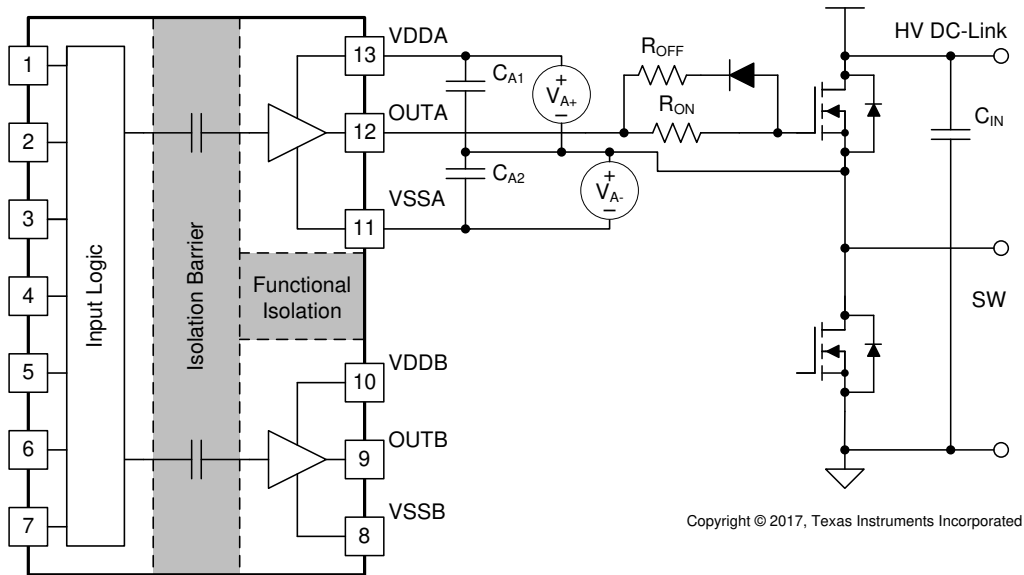 1
2
3
4
5
6
7
Input Logic
Isolation Barrier
Functional
Isolation
VDDA
13
OUTA
12
VSSA
11
VDDB
10
OUTB
9
VSSB
8
CA1
CA2
+
VA+
−
+
VA-
−
ROFF
RON
HV DC-Link
CIN
SW
Copyright © 2017, Texas Instruments Incorporated